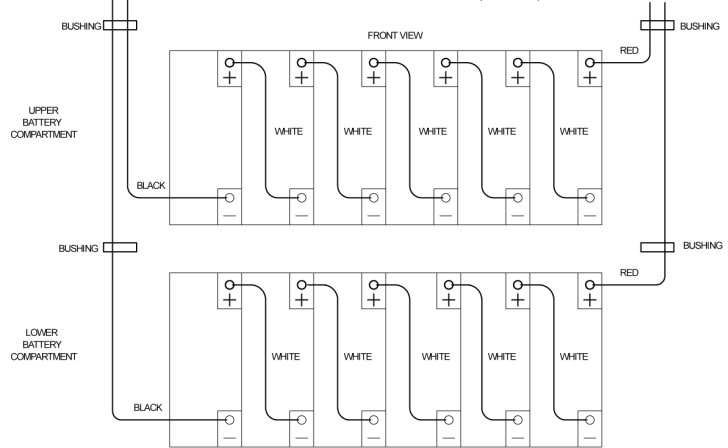 BUSHING
BUSHING
FRONT VIEW
RED
+ + + + + +
UPPER
BATTERY
COMPARTMENT
WHITE WHITE WHITE WHITE WHITE
BLACK
— — — — — —
BUSHING
BUSHING
RED
+ + + + + +
LOWER
BATTERY
COMPARTMENT
WHITE WHITE WHITE WHITE WHITE
BLACK
— — — — — —